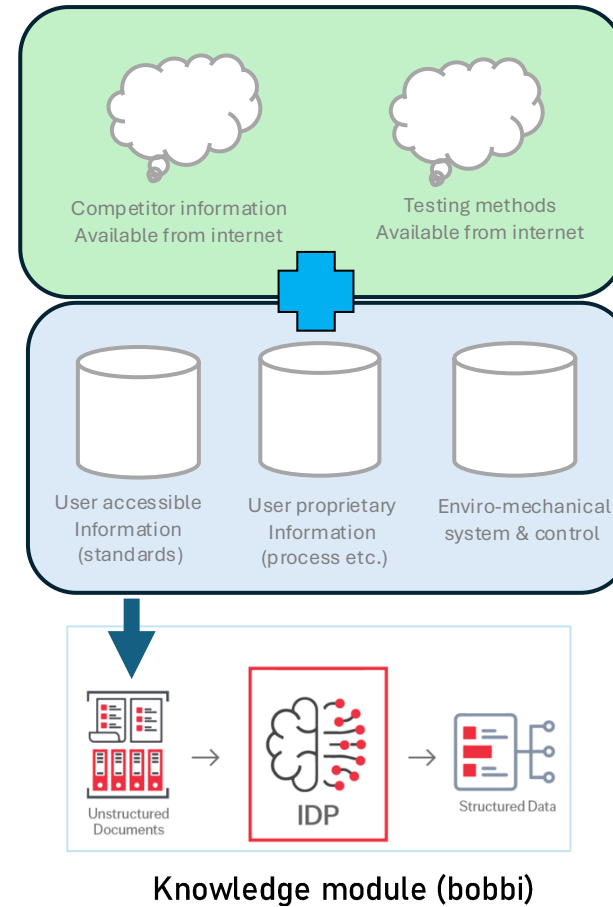 Competitor information
Available from internet
Testing methods
Available from internet
User accessible
Information
(standards)
User proprietary
Information
(process etc.)
Enviro-mechanical
system & control
Unstructured
Documents
IDP
Structured Data
Knowledge module (bobbi)